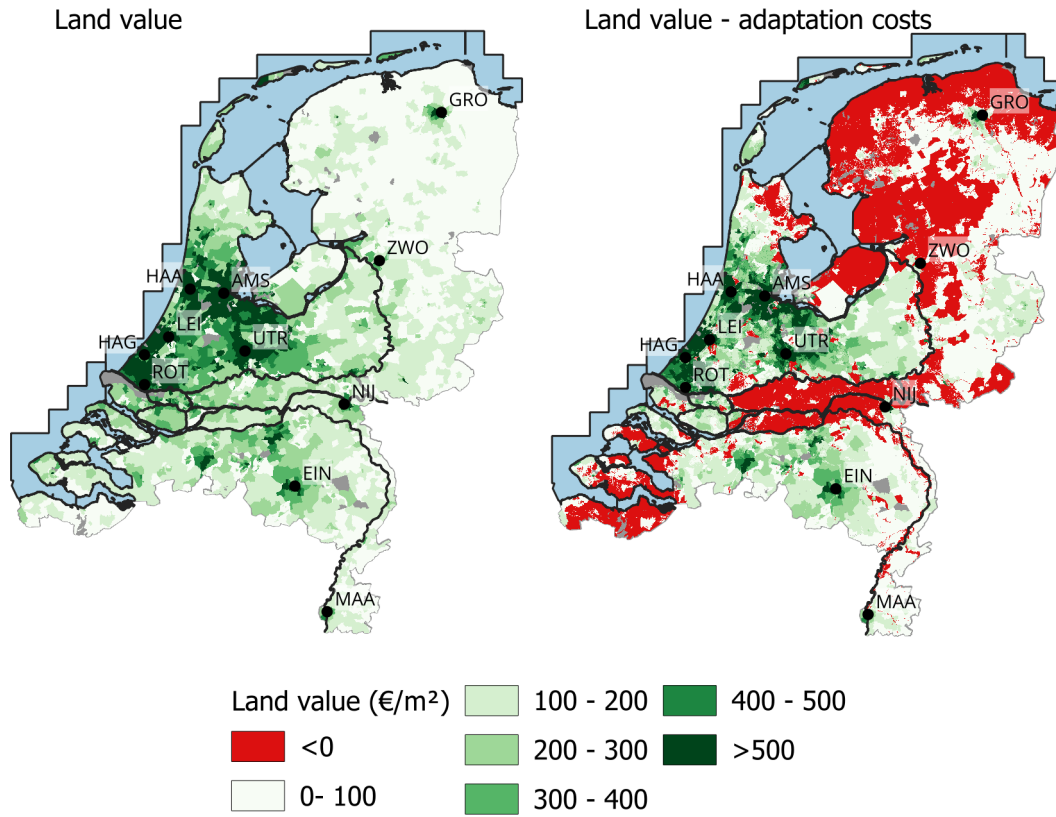 Land value
Land value - adaptation costs
GRO
ZWO
HAA
AMS
LEI
HAG
UTR
ROT
NIJ
EIN
MAA
GRO
ZWO
HAA
AMS
LEI
HAG
UTR
ROT
NIJ
EIN
MAA
Land value (€/m²)
<0
0- 100
100 - 200
200 - 300
300 - 400
400 - 500
>500